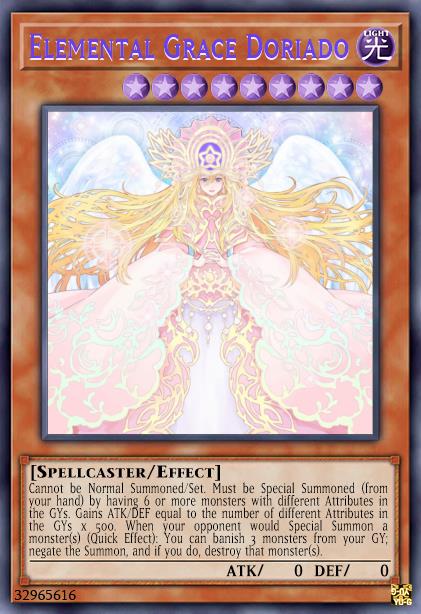 Elemental Grace Doriado
LIGHT
光
[Spellcaster/Effect]
Cannot be Normal Summoned/Set. Must be Special Summoned (from
your hand) by having 6 or more monsters with different Attributes in
the GYs. Gains ATK/DEF equal to the number of different Attributes
in the GYs x 500. When your opponent would Special Summon a
monster(s) (Quick Effect): You can banish 3 monsters from your GY;
negate the Summon, and if you do, destroy that monster(s).
ATK/ 0 DEF/ 0
32965616